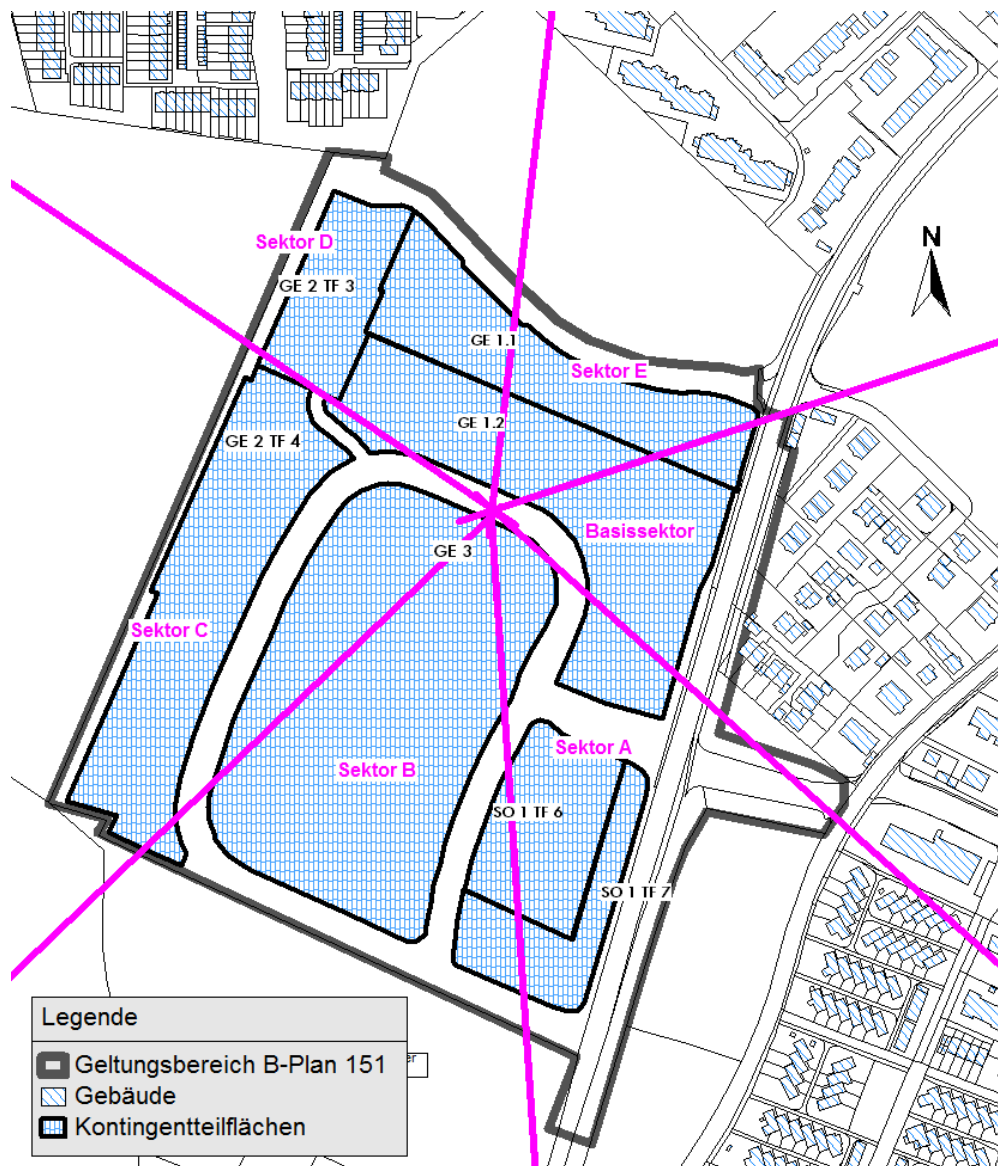 N
Sektor D
GE 2 TF 3
GE 1.1
Sektor E
GE 1.2
GE 2 TF 4
Basissektor
GE 3
Sektor C
Sektor A
Sektor B
SO 1 TF 6
SO 1 TF 7
Legende
Geltungsbereich B-Plan 151
Gebäude
Kontingentteilflächen